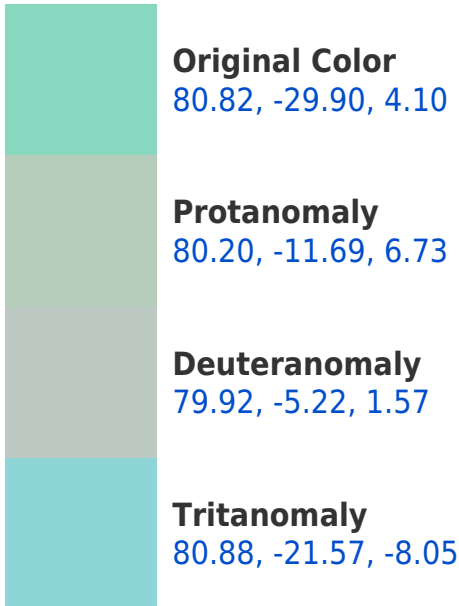 Original Color
80.82, -29.90, 4.10
Protanomaly
80.20, -11.69, 6.73
Deuteranomaly
79.92, -5.22, 1.57
Tritanomaly
80.88, -21.57, -8.05